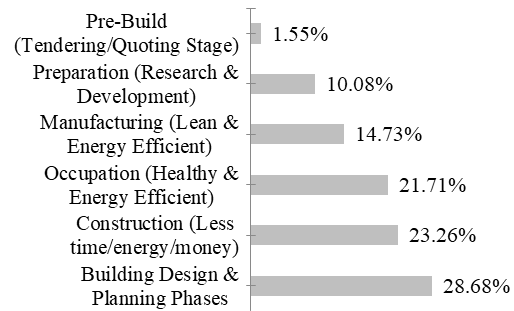 Pre-Build
(Tendering/Quoting Stage)
1.55%
Preparation (Research &
Development)
10.08%
Manufacturing (Lean &
Energy Efficient)
14.73%
Occupation (Healthy &
Energy Efficient)
21.71%
Construction (Less
time/energy/money)
23.26%
Building Design &
Planning Phases
28.68%